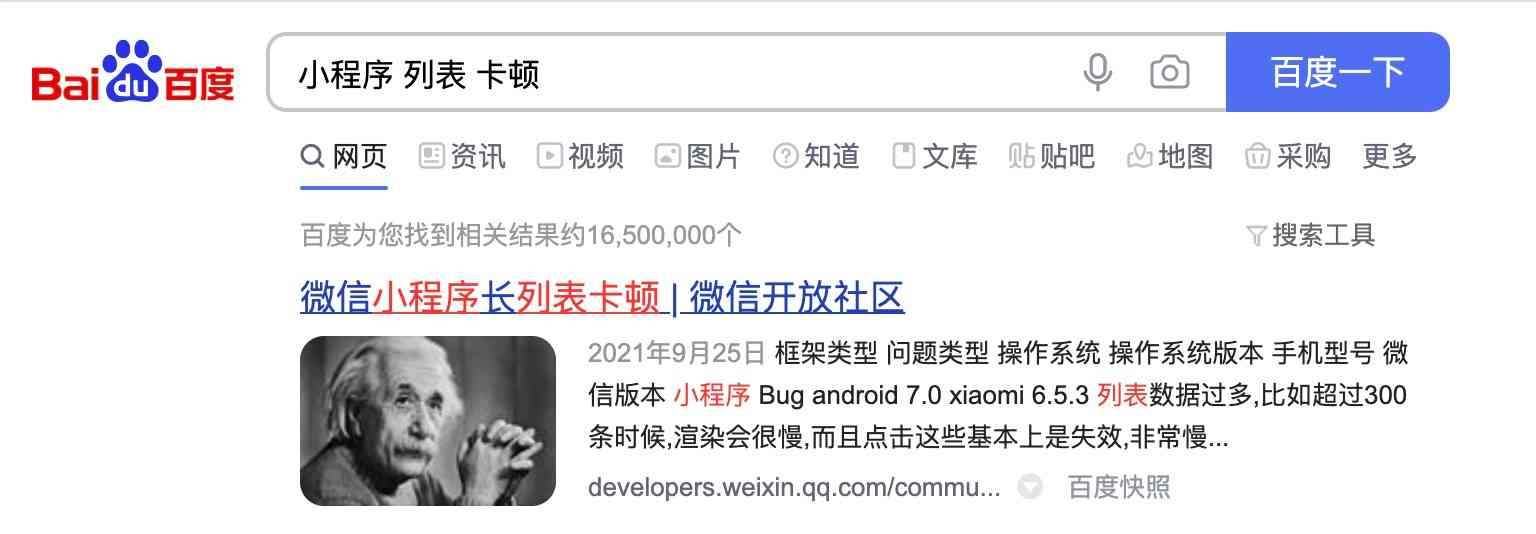 Bai du 百度 小程序 列表 卡顿 百度一下
网页 资讯 视频 图片 知道 文库 贴 贴吧 地图 采购 更多
百度为您找到相关结果约16,500,000个 搜索工具
微信小程序长列表卡顿 | 微信开放社区
2021年9月25日 框架类型 问题类型 操作系统 操作系统版本 手机型号 微
信版本 小程序 Bug android 7.0 xiaomi 6.5.3 列表数据过多,比如超过300
条时候,渲染会很慢,而且点击这些基本上是失效,非常慢...
developers.weixin.qq.com/commu... 百度快照